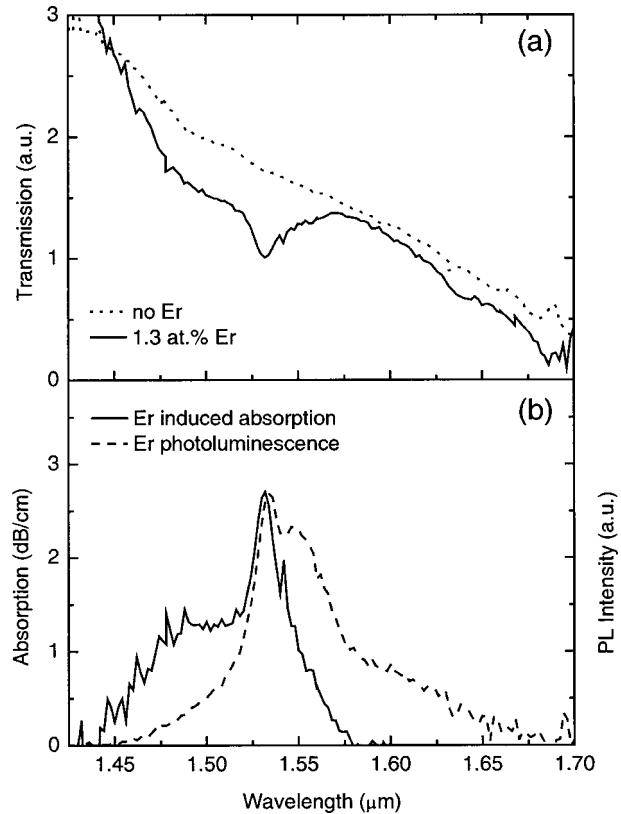 (a)
3
2
1
0
Transmission (a.u.)
no Er
1.3 at.% Er
(b)
Er induced absorption
Er photoluminescence
3
2
1
0
Absorption (dB/cm)
PL Intensity (a.u.)
1.45 1.50 1.55 1.60 1.65 1.70
Wavelength (μm)